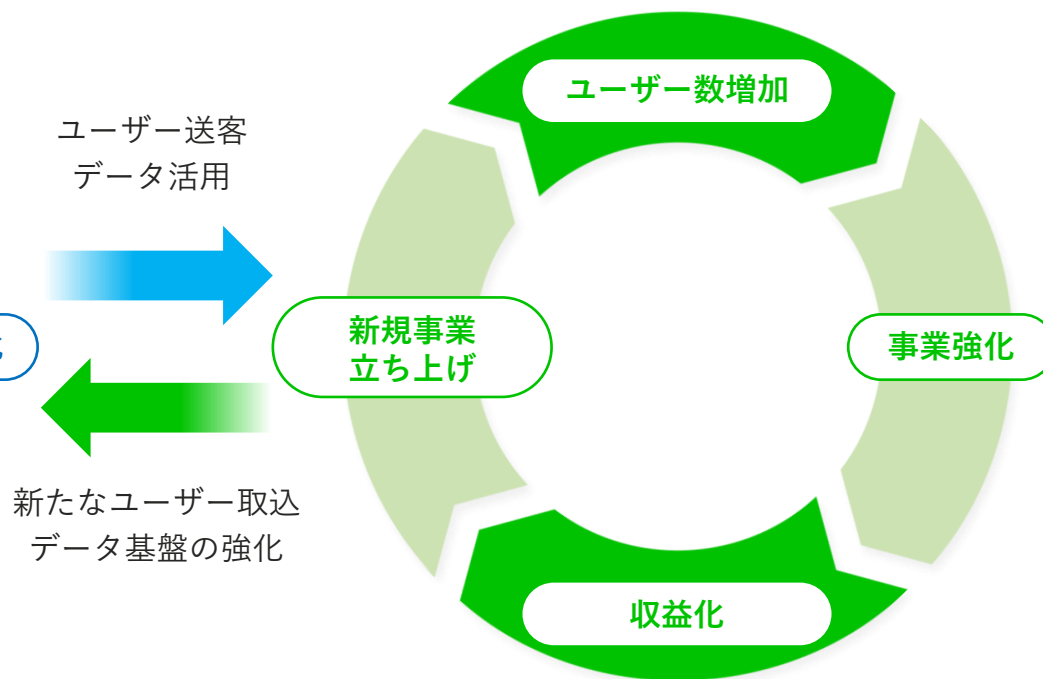 ユーザー数増加
ユーザー送客
データ活用
新規事業
立ち上げ
事業強化
新たなユーザー取込
データ基盤の強化
収益化